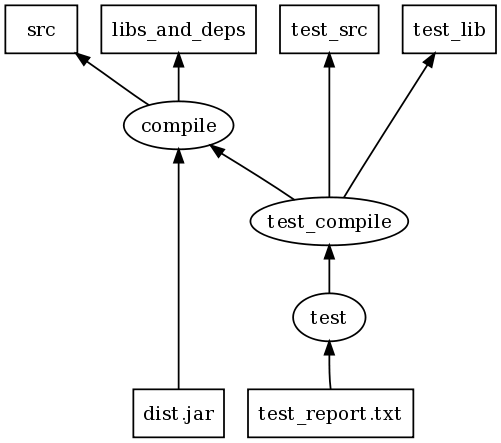 src
libs_and_deps
test_src
test_lib
compile
test_compile
test
dist.jar
test_report.txt